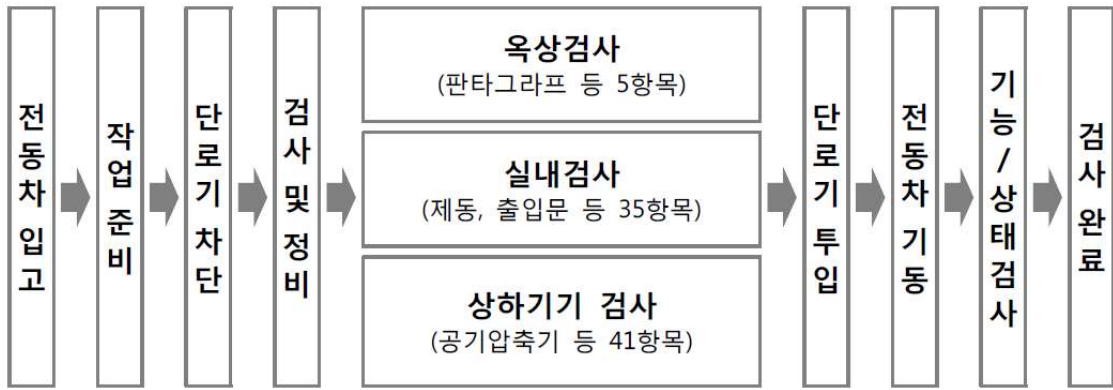 전동차 입고
작업 준비
단로기 차단
검사 및 정비
옥상검사
(판타그라프 등 5항목)
실내검사
(제동, 출입문 등 35항목)
상하기기 검사
(공기압축기 등 41항목)
단로기 투입
전동차 기동
기능/상태검사
검사 완료